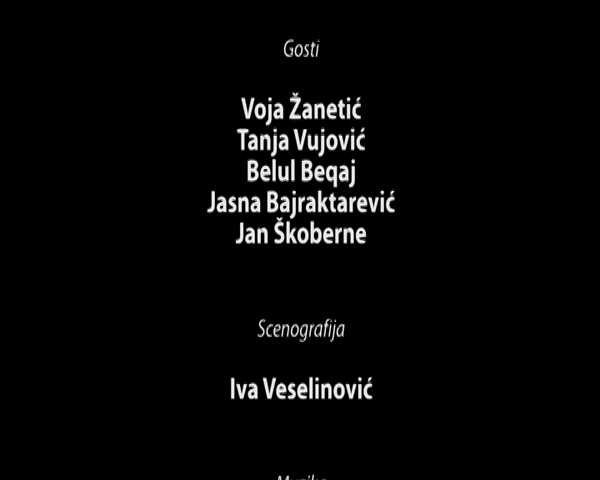 Gosti
Voja Žanetić
Tanja Vujović
Belul Beqaj
Jasna Bajraktarević
Jan Škoberne
Scenografija
Iva Veselinović